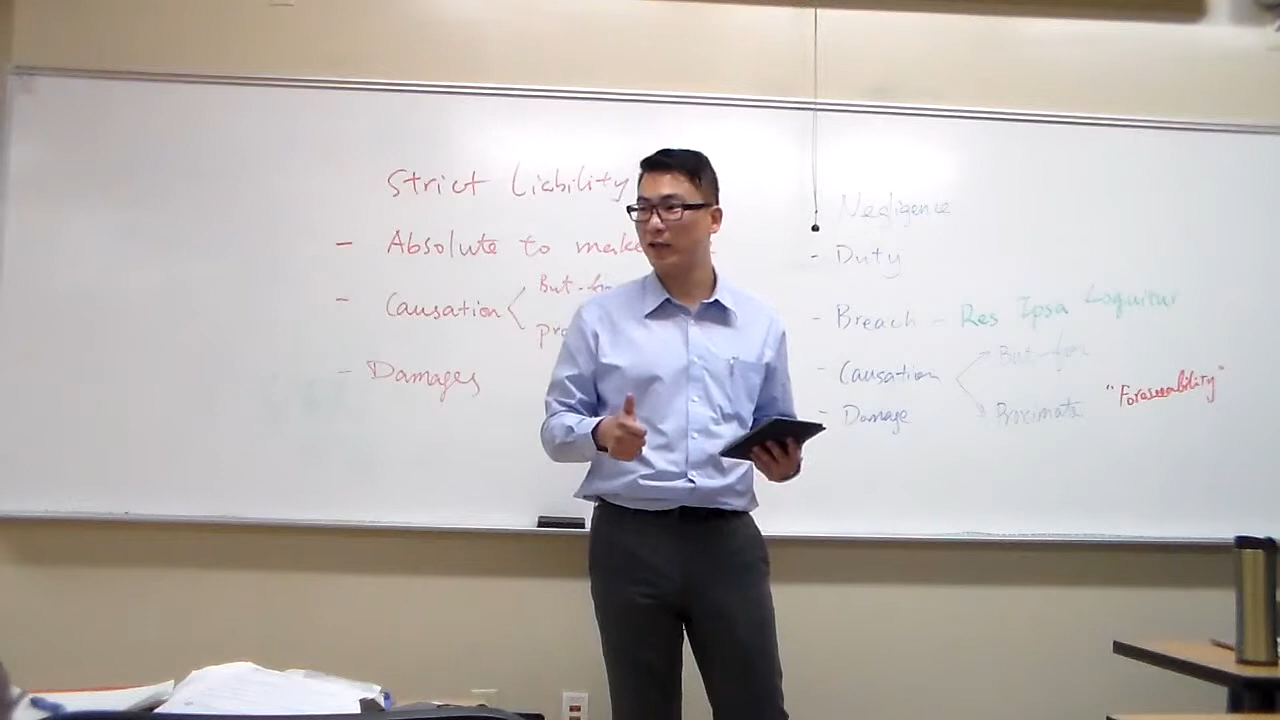 Strict Liability
- Absolute to make
- Causation < But-for
pro
- Damages
Negligence
- Duty
- Breach - Res Ipsa Loquitur
- Causation
But-for
- Damage
Proximate
"Foreseeability"